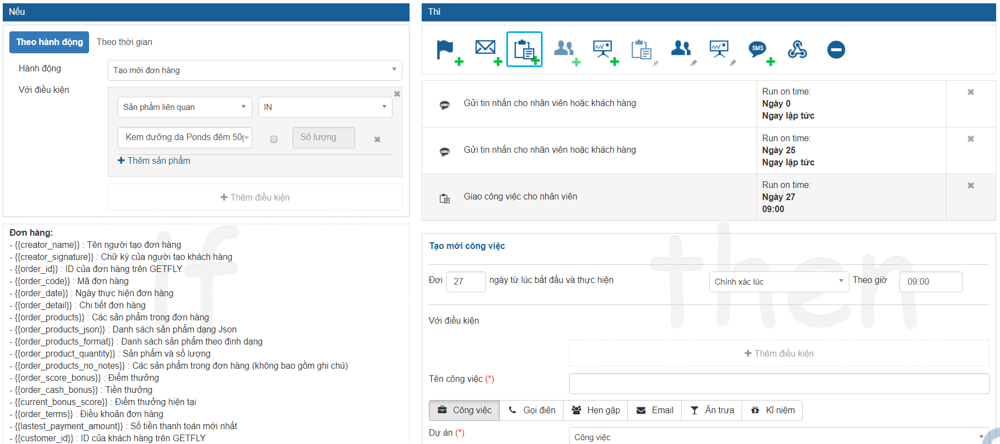 Nếu
Theo hành động
Theo thời gian
Hành động
Tạo mới đơn hàng
Với điều kiện
Sản phẩm liên quan
IN
Kem dưỡng da Ponds đêm 50g
Số lượng
Thêm sản phẩm
Thêm điều kiện
if
Đơn hàng:
- {{creator_name}} : Tên người tạo đơn hàng
- {{creator_signature}} : Chữ ký của người tạo khách hàng
- {{order_id}} : ID của đơn hàng trên GETFLY
- {{order_code}} : Mã đơn hàng
- {{order_date}} : Ngày thực hiện đơn hàng
- {{order_detail}} : Chi tiết đơn hàng
- {{order_products}} : Các sản phẩm trong đơn hàng
- {{order_products_json}} : Danh sách sản phẩm dạng Json
- {{order_products_format}} : Danh sách sản phẩm theo định dạng
- {{order_product_quantity}} : Sản phẩm và số lượng
- {{order_products_no_notes}} : Các sản phẩm trong đơn hàng (không bao gồm ghi chú)
- {{order_score_bonus}} : Điểm thưởng
- {{order_cash_bonus}} : Tiền thưởng
- {{current_bonus_score}} : Điểm thưởng hiện tại
- {{order_terms}} : Điều khoản đơn hàng
- {{lastest_payment_amount}} : Số tiền thanh toán mới nhất
- {{customer_id}} : ID của khách hàng trên GETFLY
Thì
SMS
SMS
Gửi tin nhắn cho nhân viên hoặc khách hàng
Run on time:
Ngày 0
Ngay lập tức
SMS
Gửi tin nhắn cho nhân viên hoặc khách hàng
Run on time:
Ngày 25
Ngay lập tức
Giao công việc cho nhân viên
Run on time:
Ngày 27
09:00
then
Tạo mới công việc
Đợi 27 ngày từ lúc bắt đầu và thực hiện Chính xác lúc Theo giờ 09:00
Với điều kiện
Thêm điều kiện
Tên công việc (*)
Công việc Gọi điện Hẹn gặp Email Ăn trưa Kỉ niệm
Dự án (*)
Công việc